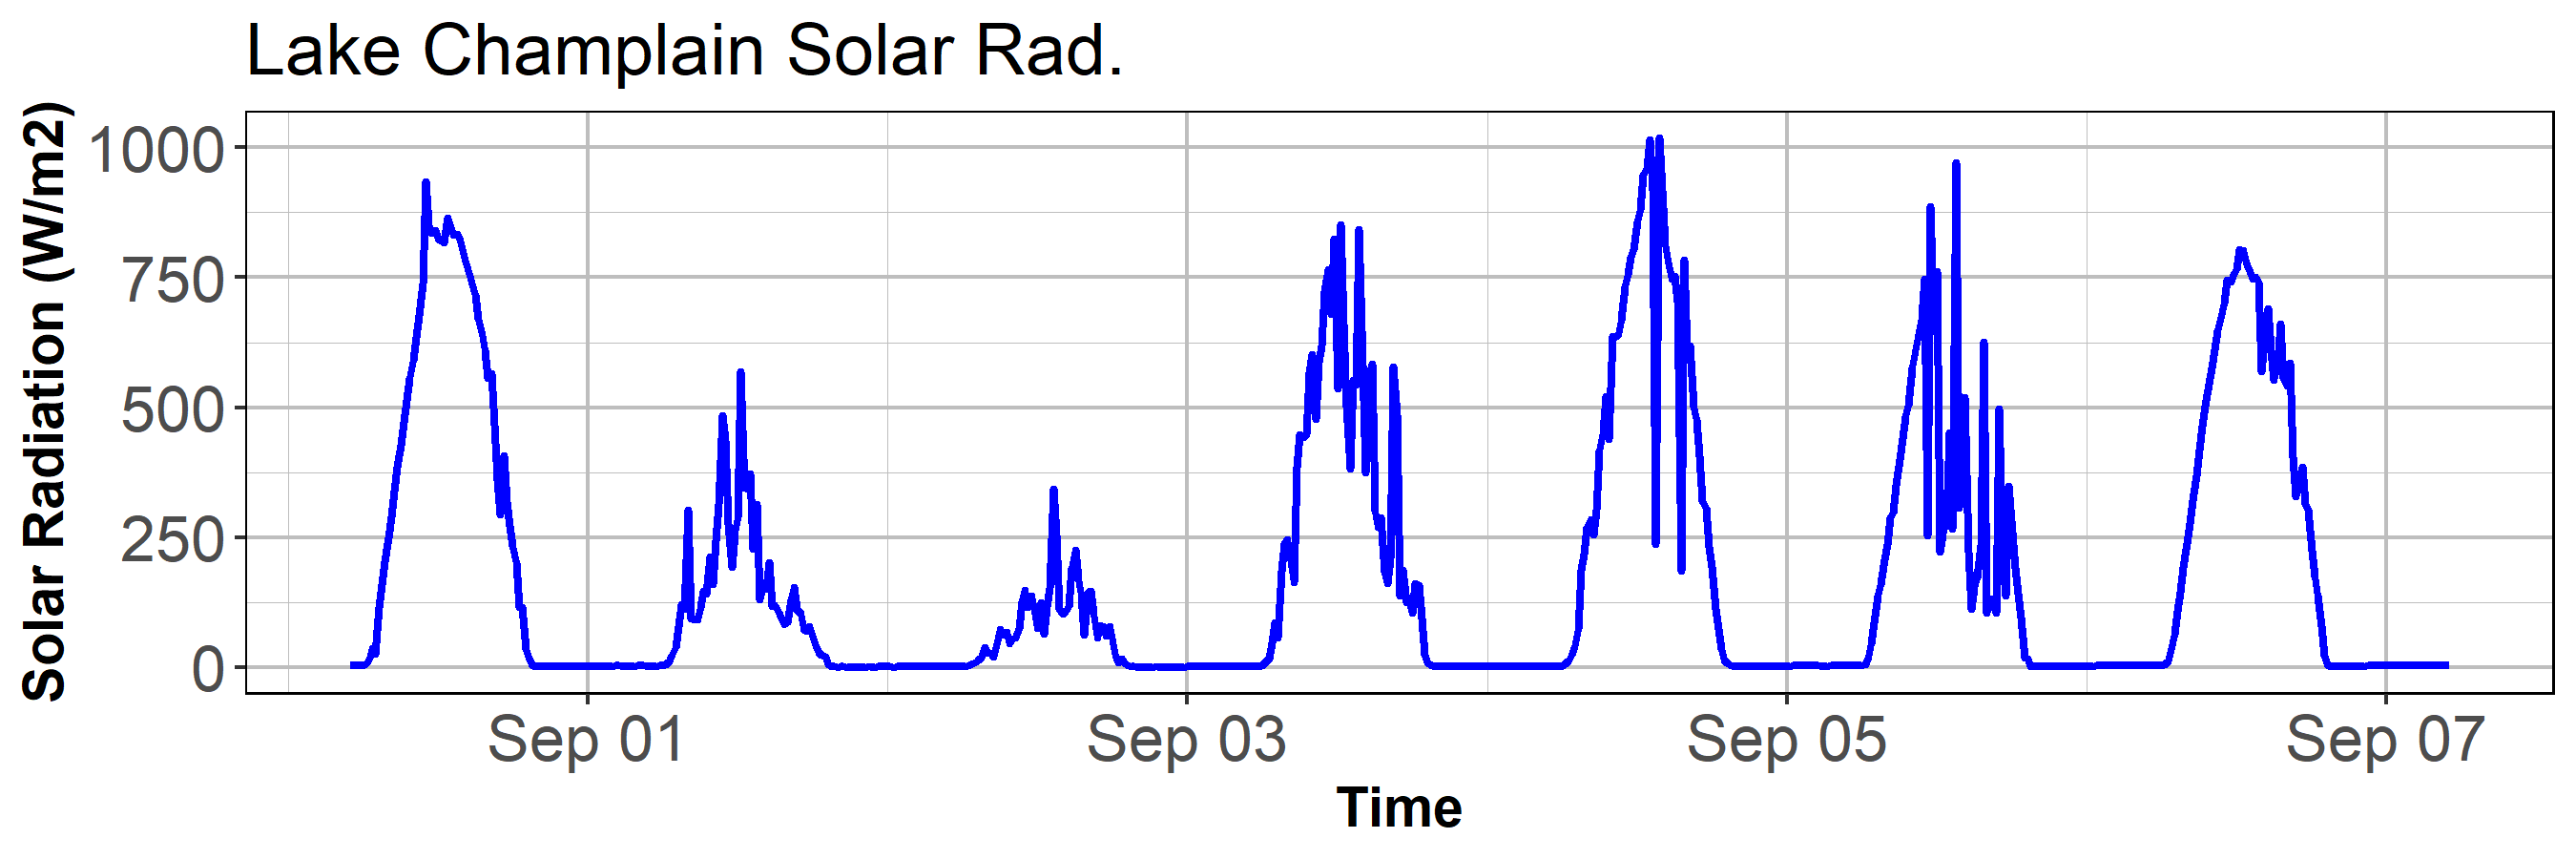 Lake Champlain Solar Rad.
Solar Radiation (W/m2)
1000
750
500
250
0
Sep 01
Sep 03
Sep 05
Sep 07
Time